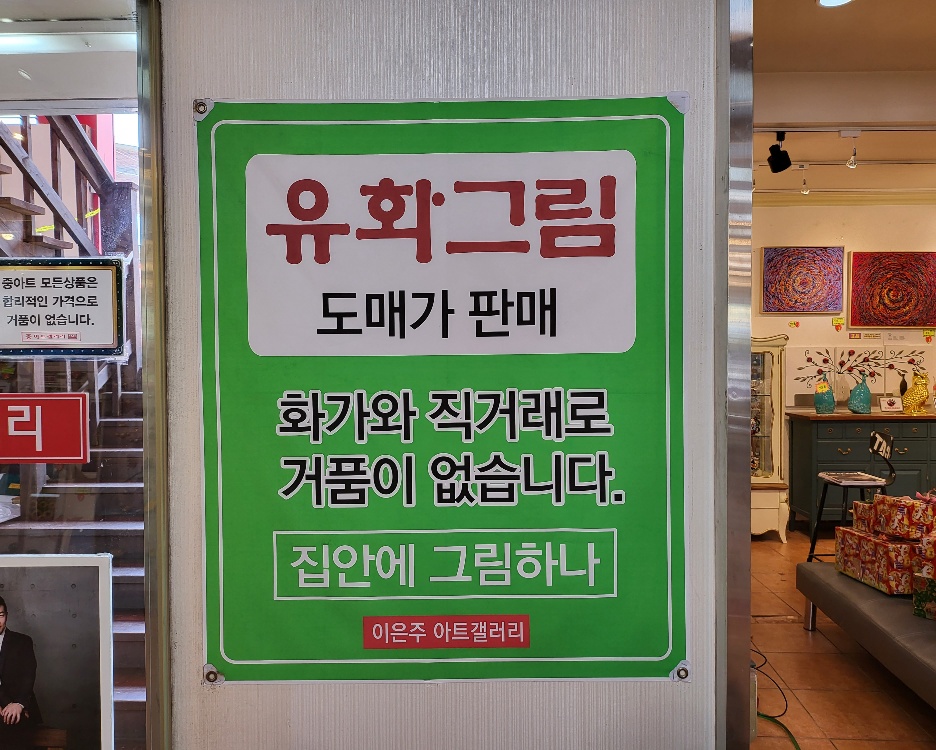 유화그림
도매가 판매
화가와 직거래로
거품이 없습니다.
집안에 그림하나
이은주 아트갤러리
중아트 모든상품은
합리적인 가격으로
거품이 없습니다.
리